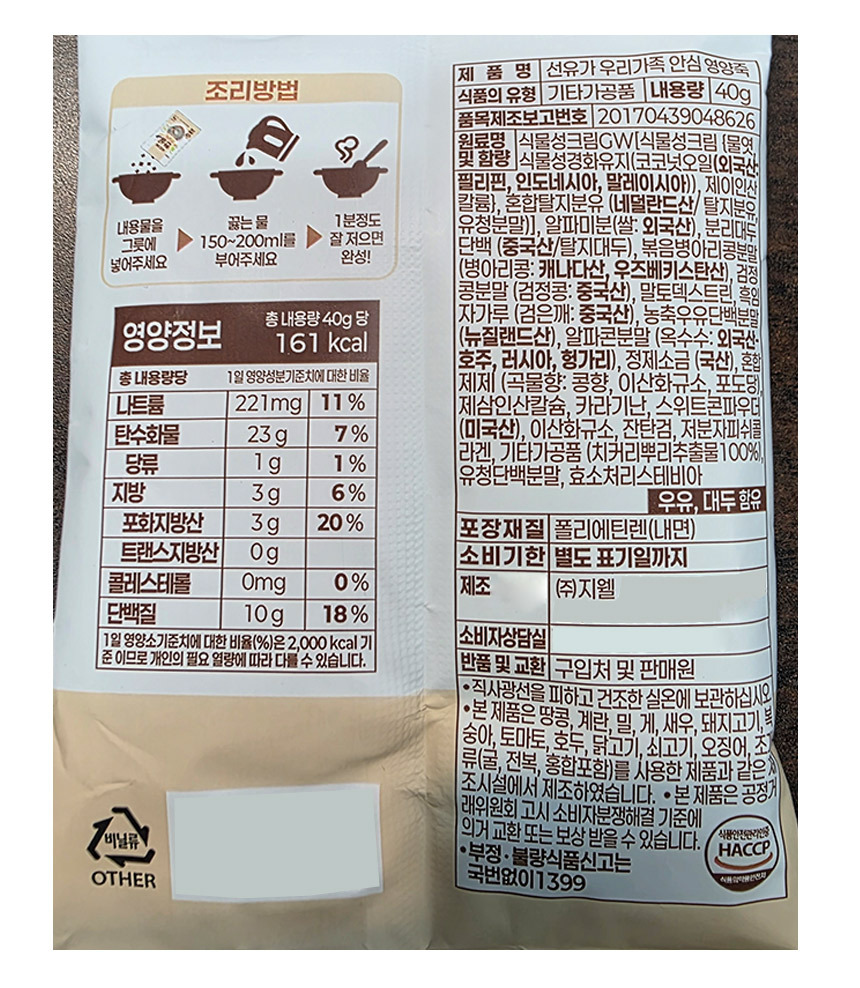 조리방법
내용물을
그릇에
넣어주세요
끓는 물
150~200ml를
부어주세요
1분정도
잘 저으면
완성!
영양정보
총 내용량 40g 당
161 kcal
총 내용량당 1일 영양성분기준치에 대한 비율
나트륨 221mg 11 %
탄수화물 23 g 7 %
당류 1 g 1 %
지방 3 g 6 %
포화지방산 3 g 20 %
트랜스지방산 0 g
콜레스테롤 0mg 0 %
단백질 10 g 18 %
1일 영양소기준치에 대한 비율(%)은 2,000 kcal 기
준 이므로 개인의 필요 열량에 따라 다를 수 있습니다.
비닐류
OTHER
제 품 명 선유가 우리가족 안심 영양죽
식품의 유형 기타가공품 내용량 40g
품목제조보고번호 20170439048626
원료명 및 함량 식물성크림GW[식물성크림 {물엿,
식물성경화유지(코코넛오일(외국산:
필리핀, 인도네시아, 말레이시아)), 제이인산
칼륨}, 혼합탈지분유 (네덜란드산/ 탈지분유,
유청분말)], 알파미분(쌀: 외국산), 분리대두
단백 (중국산/탈지대두), 볶음병아리콩분말
(병아리콩: 캐나다산, 우즈베키스탄산), 검정
콩분말 (검정콩: 중국산), 말토덱스트린, 흑임
자가루 (검은깨: 중국산), 농축우유단백분말
(뉴질랜드산), 알파콘분말 (옥수수: 외국산-
호주, 러시아, 헝가리), 정제소금 (국산), 혼합
제제 (곡물향: 콩향, 이산화규소, 포도당),
제삼인산칼슘, 카라기난, 스위트콘파우더
(미국산), 이산화규소, 잔탄검, 저분자피쉬콜
라겐, 기타가공품 (치커리뿌리추출물100%),
유청단백분말, 효소처리스테비아
우유, 대두 함유
포장재질 폴리에틴렌(내면)
소비기한 별도 표기일까지
제조 (주)지웰
소비자상담실
반품 및 교환 구입처 및 판매원
•직사광선을 피하고 건조한 실온에 보관하십시오.
•본 제품은 땅콩, 계란, 밀, 게, 새우, 돼지고기, 복
숭아, 토마토, 호두, 닭고기, 쇠고기, 오징어, 조개
류(굴, 전복, 홍합포함)를 사용한 제품과 같은 제
조시설에서 제조하였습니다. •본 제품은 공정거
래위원회 고시 소비자분쟁해결 기준에
의거 교환 또는 보상 받을 수 있습니다.
•부정·불량식품신고는
국번없이1399
식품안전관리인증
HACCP
식품의약품안전처